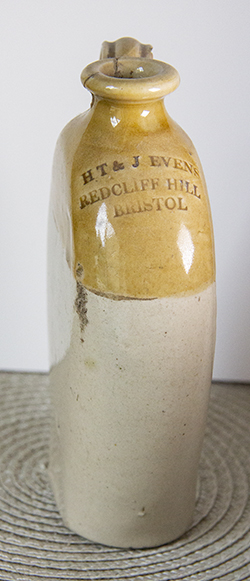 H T & J EVENS
REDCLIFF HILL
BRISTOL